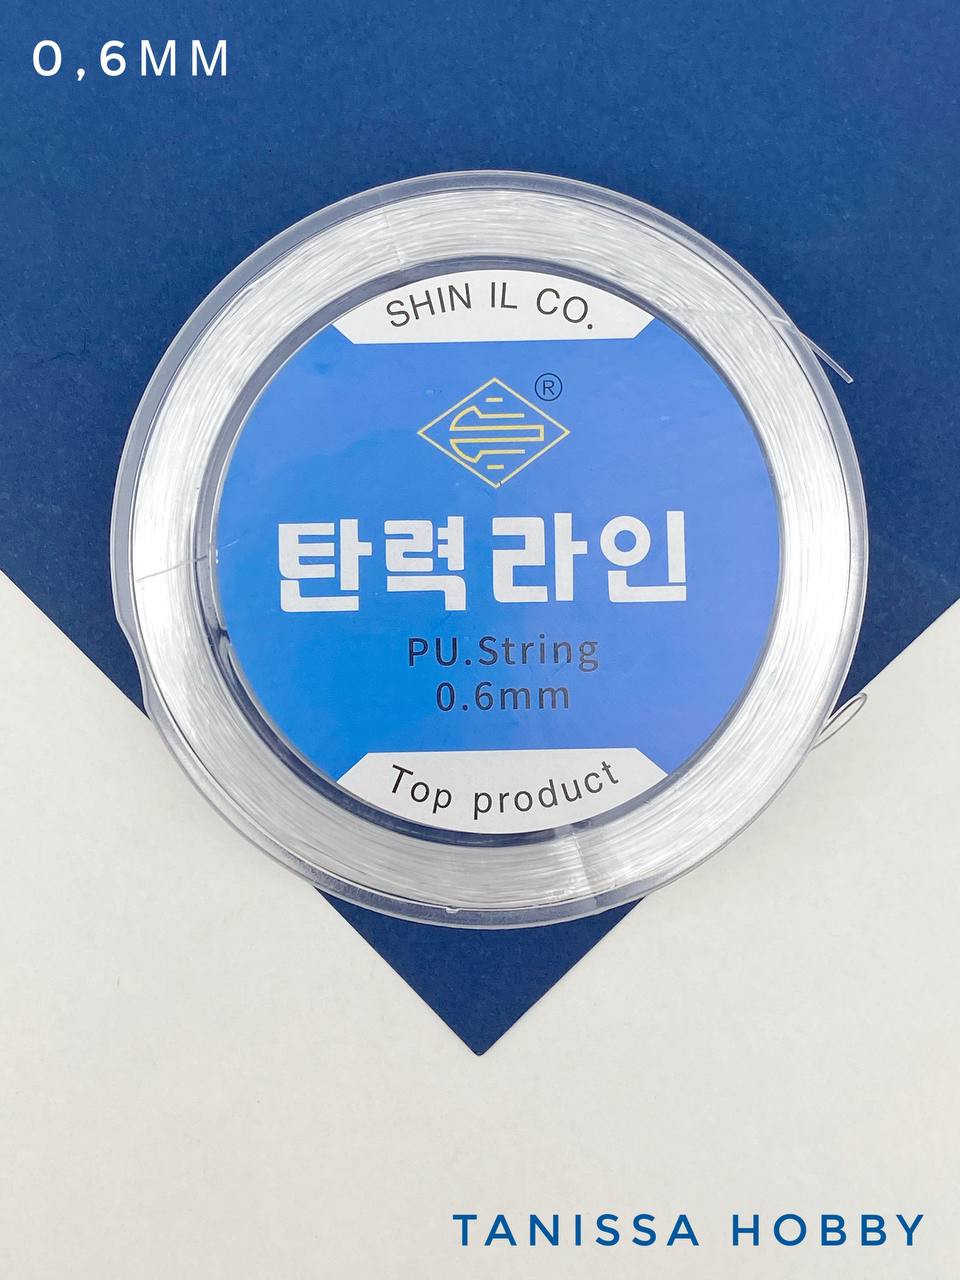 0,6MM
SHIN IL CO.
®
탄력라인
PU.String
0.6mm
Top product
TANISSA HOBBY